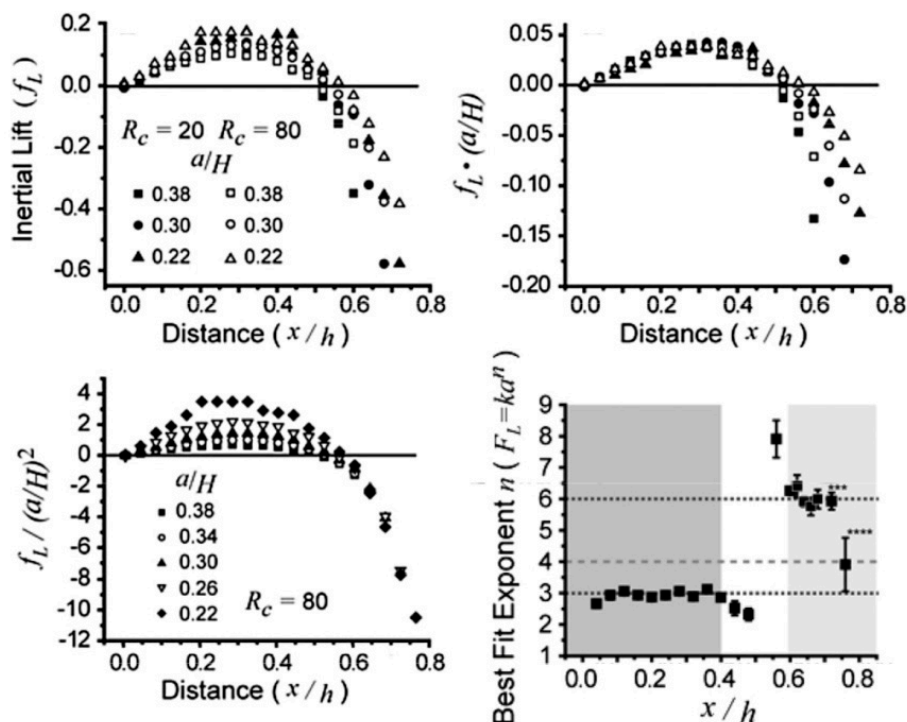 Inertial Lift (f_L)
0.2
0.0
-0.2
-0.4
-0.6
R_c = 20 R_c = 80
a/H
0.38 0.38
0.30 0.30
0.22 0.22
0.0 0.2 0.4 0.6 0.8
Distance ( x / h )
f_L • (a/H)
0.05
0.00
-0.05
-0.10
-0.15
-0.20
0.0 0.2 0.4 0.6 0.8
Distance ( x / h )
f_L / (a/H)^2
4
2
0
-2
-4
-6
-8
-10
-12
a/H
0.38
0.34
0.30
0.26
0.22 R_c = 80
0.0 0.2 0.4 0.6 0.8
Distance ( x / h )
Best Fit Exponent n ( F_L=ka^n )
9
8
7
6
5
4
3
2
1
***
****
0.0 0.2 0.4 0.6 0.8
x / h